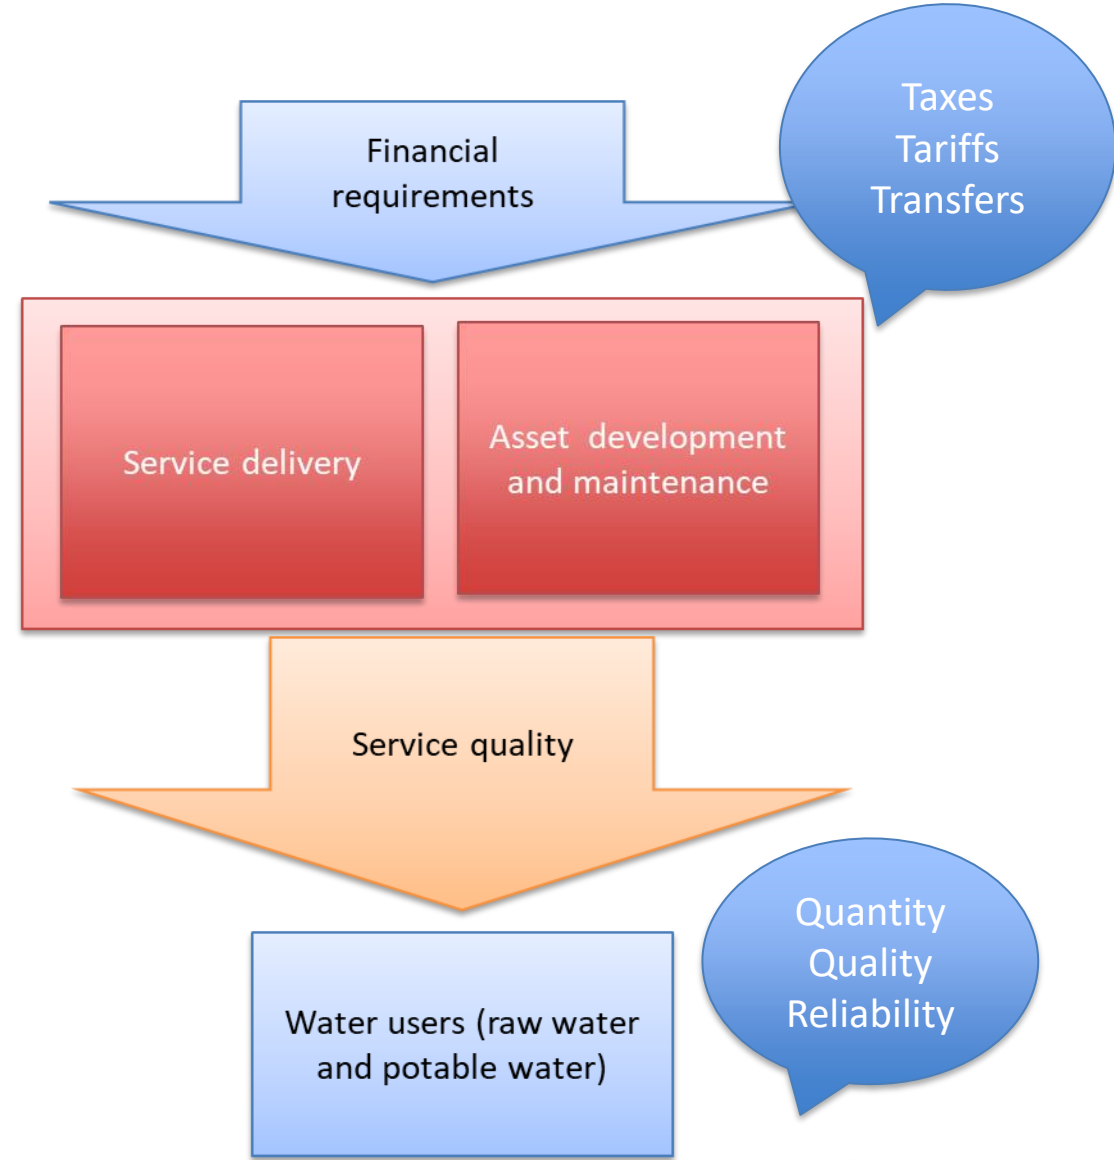 Taxes
Tariffs
Transfers
Financial
requirements
Service delivery
Asset development
and maintenance
Service quality
Quantity
Quality
Reliability
Water users (raw water
and potable water)